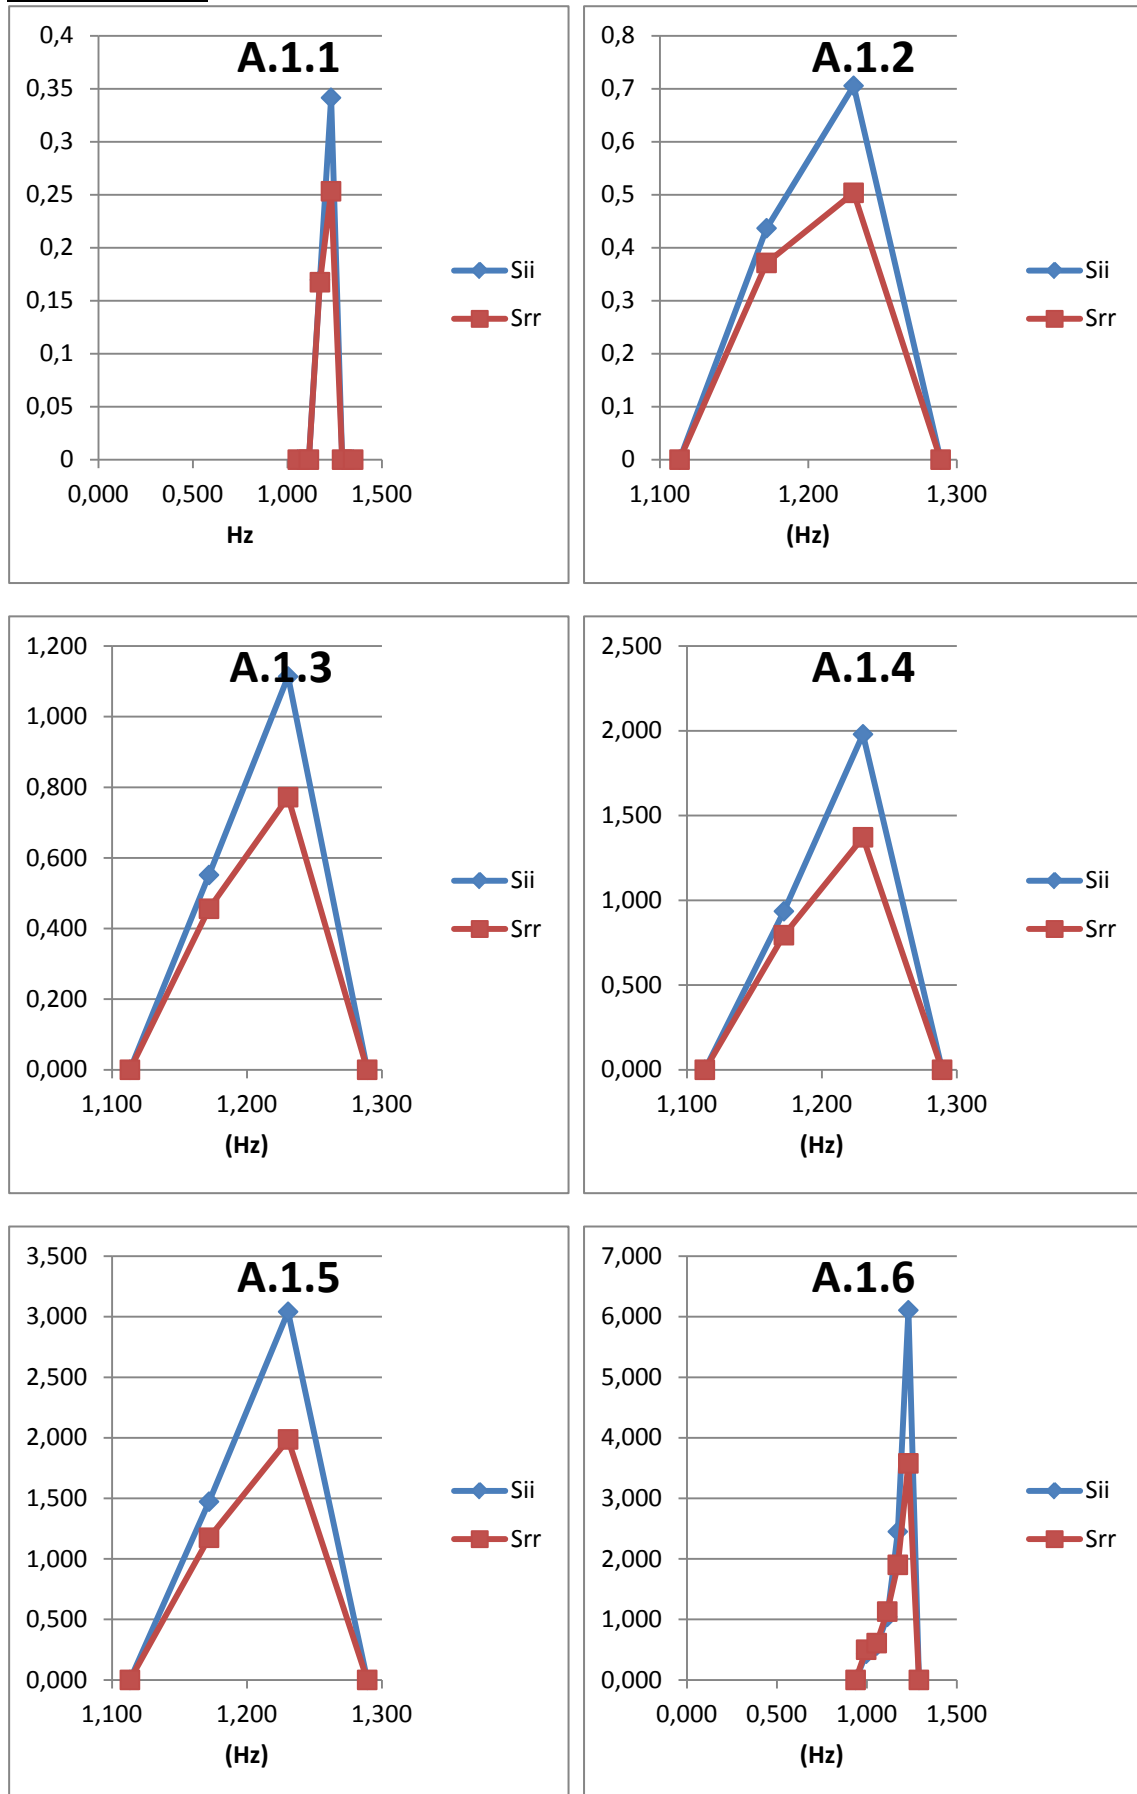 A.1.1
0,4
0,35
0,3
0,25
0,2
0,15
0,1
0,05
0
0,000 0,500 1,000 1,500
Hz
Sii
Srr
A.1.2
0,8
0,7
0,6
0,5
0,4
0,3
0,2
0,1
0
1,100 1,200 1,300
(Hz)
Sii
Srr
A.1.3
1,200
1,000
0,800
0,600
0,400
0,200
0,000
1,100 1,200 1,300
(Hz)
Sii
Srr
A.1.4
2,500
2,000
1,500
1,000
0,500
0,000
1,100 1,200 1,300
(Hz)
Sii
Srr
A.1.5
3,500
3,000
2,500
2,000
1,500
1,000
0,500
0,000
1,100 1,200 1,300
(Hz)
Sii
Srr
A.1.6
7,000
6,000
5,000
4,000
3,000
2,000
1,000
0,000
0,000 0,500 1,000 1,500
(Hz)
Sii
Srr